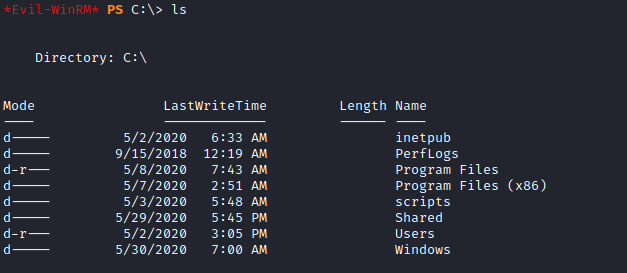 *Evil-WinRM* PS C:\> ls
Directory: C:\
Mode LastWriteTime Length Name
---- ------------- ------ ----
d----- 5/2/2020 6:33 AM inetpub
d----- 9/15/2018 12:19 AM PerfLogs
d-r--- 5/8/2020 7:43 AM Program Files
d----- 5/7/2020 2:51 AM Program Files (x86)
d----- 5/3/2020 5:48 AM scripts
d----- 5/29/2020 5:45 PM Shared
d-r--- 5/2/2020 3:05 PM Users
d----- 5/30/2020 7:00 AM Windows